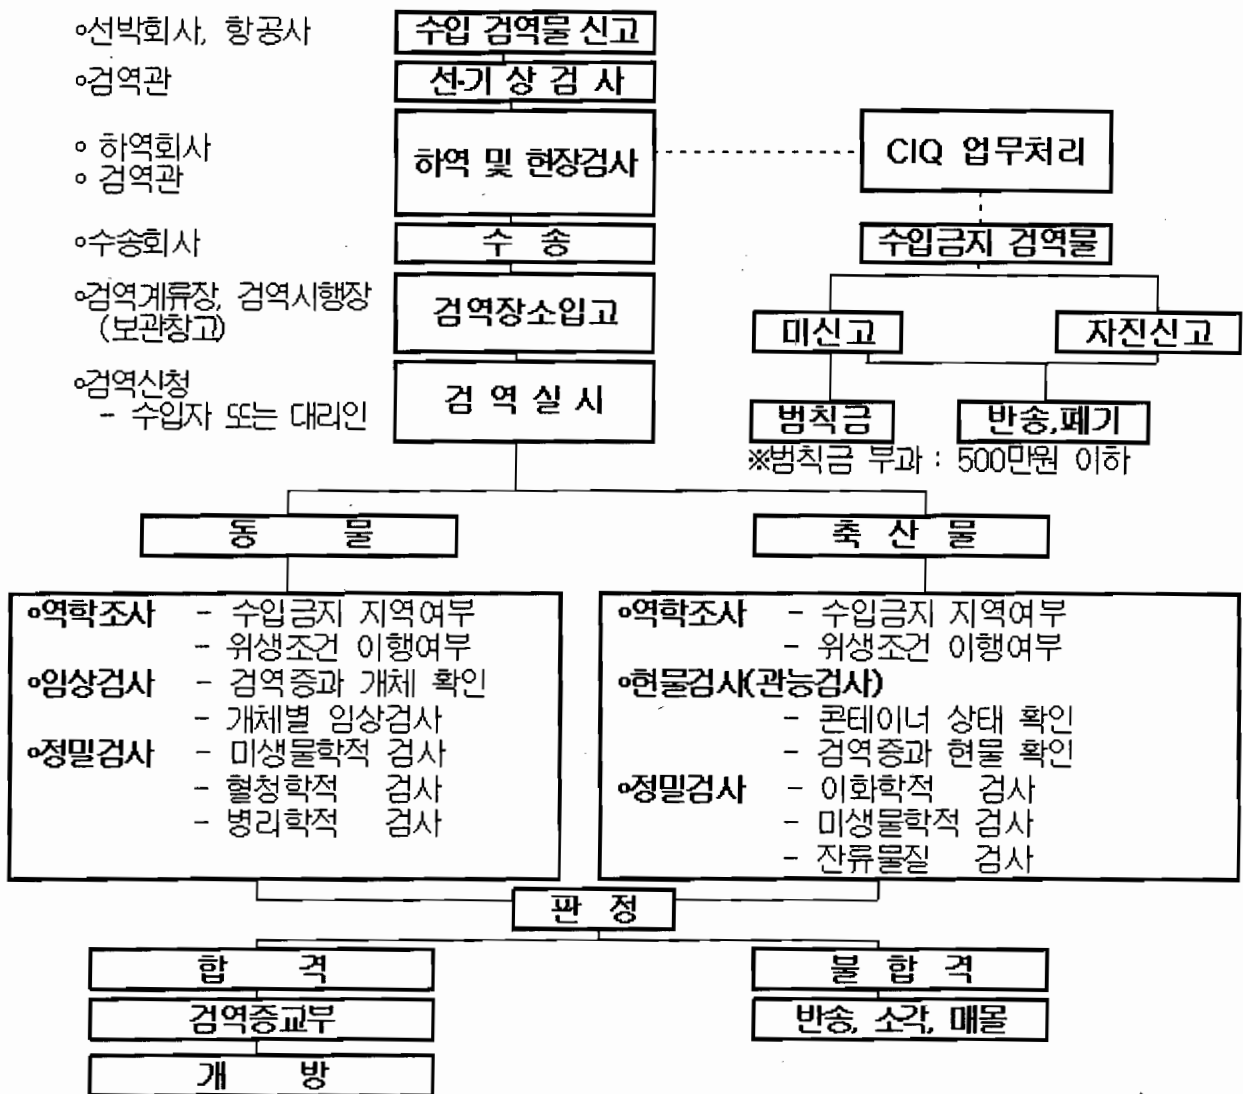 ∘선박회사, 항공사
수입 검역물 신고
∘검역관
선·기 상 검 사
∘ 하역회사
∘ 검역관
하역 및 현장검사
CIQ 업무처리
∘수송회사
수 송
수입금지 검역물
∘검역계류장, 검역시행장
(보관창고)
검역장소입고
미신고
자진신고
∘검역신청
- 수입자 또는 대리인
검 역 실 시
범칙금
반송,폐기
※범칙금 부과 : 500만원 이하
동 물
∘역학조사 - 수입금지 지역여부
- 위생조건 이행여부
∘임상검사 - 검역증과 개체 확인
- 개체별 임상검사
∘정밀검사 - 미생물학적 검사
- 혈청학적 검사
- 병리학적 검사
축 산 물
∘역학조사 - 수입금지 지역여부
- 위생조건 이행여부
∘현물검사(관능검사)
- 콘테이너 상태 확인
- 검역증과 현물 확인
∘정밀검사 - 이화학적 검사
- 미생물학적 검사
- 잔류물질 검사
판 정
합 격
검역증교부
개 방
불 합 격
반송, 소각, 매몰